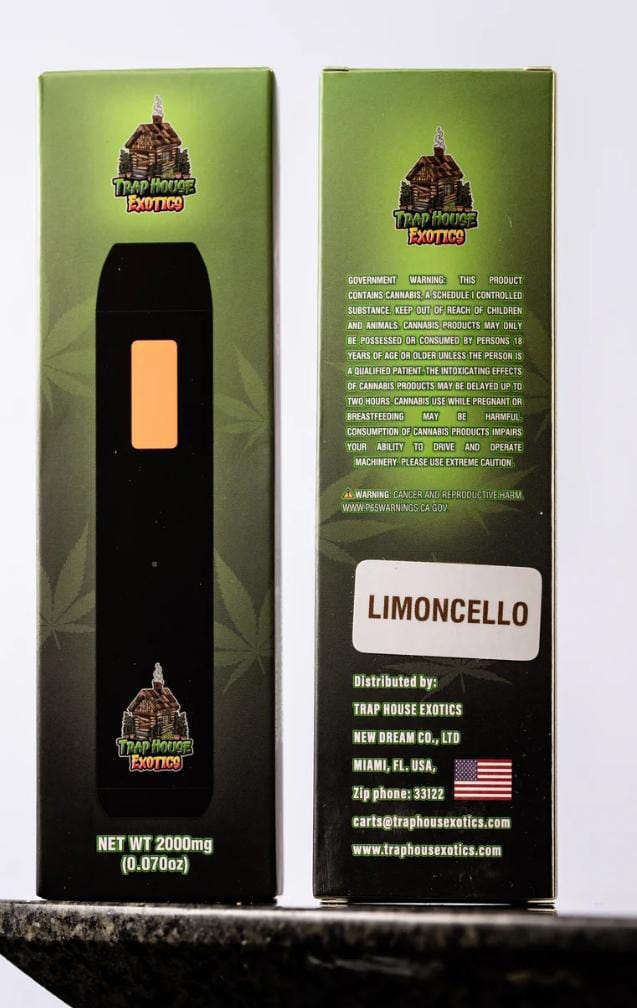 TRAP HOUSE
EXOTICS
TRAP HOUSE
EXOTICS
NET WT 2000mg
(0.070oz)
TRAP HOUSE
EXOTICS
GOVERNMENT WARNING: THIS PRODUCT
CONTAINS CANNABIS, A SCHEDULE I CONTROLLED
SUBSTANCE. KEEP OUT OF REACH OF CHILDREN
AND ANIMALS. CANNABIS PRODUCTS MAY ONLY
BE POSSESSED OR CONSUMED BY PERSONS 18
YEARS OF AGE OR OLDER UNLESS THE PERSON IS
A QUALIFIED PATIENT. THE INTOXICATING EFFECTS
OF CANNABIS PRODUCTS MAY BE DELAYED UP TO
TWO HOURS. CANNABIS USE WHILE PREGNANT OR
BREASTFEEDING MAY BE HARMFUL.
CONSUMPTION OF CANNABIS PRODUCTS IMPAIRS
YOUR ABILITY TO DRIVE AND OPERATE
MACHINERY. PLEASE USE EXTREME CAUTION.
WARNING: CANCER AND REPRODUCTIVE HARM.
WWW.P65WARNINGS.CA.GOV.
LIMONCELLO
Distributed by:
TRAP HOUSE EXOTICS
NEW DREAM CO., LTD
MIAMI, FL. USA,
Zip phone: 33122
carts@traphousexotics.com
www.traphousexotics.com